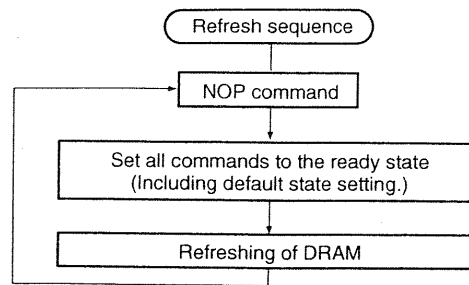 Refresh sequence
NOP command
Set all commands to the ready state
(Including default state setting.)
Refreshing of DRAM